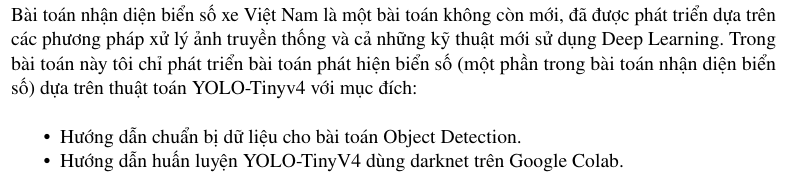 Bài toán nhận diện biển số xe Việt Nam là một bài toán không còn mới, đã được phát triển dựa trên
các phương pháp xử lý ảnh truyền thống và cả những kỹ thuật mới sử dụng Deep Learning. Trong
bài toán này tôi chỉ phát triển bài toán phát hiện biển số (một phần trong bài toán nhận diện biển
số) dựa trên thuật toán YOLO-Tinyv4 với mục đích:
• Hướng dẫn chuẩn bị dữ liệu cho bài toán Object Detection.
• Hướng dẫn huấn luyện YOLO-TinyV4 dùng darknet trên Google Colab.